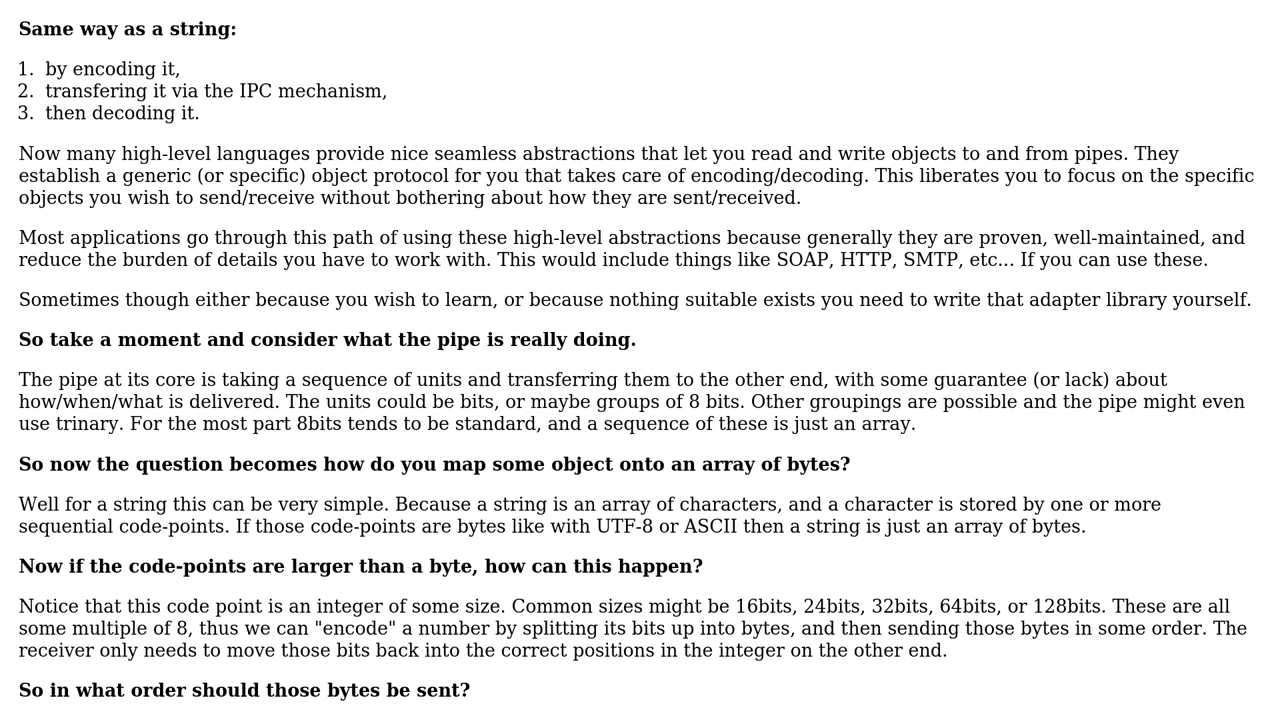 Same way as a string:
1. by encoding it,
2. transfering it via the IPC mechanism,
3. then decoding it.
Now many high-level languages provide nice seamless abstractions that let you read and write objects to and from pipes. They
establish a generic (or specific) object protocol for you that takes care of encoding/decoding. This liberates you to focus on the specific
objects you wish to send/receive without bothering about how they are sent/received.
Most applications go through this path of using these high-level abstractions because generally they are proven, well-maintained, and
reduce the burden of details you have to work with. This would include things like SOAP, HTTP, SMTP, etc... If you can use these.
Sometimes though either because you wish to learn, or because nothing suitable exists you need to write that adapter library yourself.
So take a moment and consider what the pipe is really doing.
The pipe at its core is taking a sequence of units and transferring them to the other end, with some guarantee (or lack) about
how/when/what is delivered. The units could be bits, or maybe groups of 8 bits. Other groupings are possible and the pipe might even
use trinary. For the most part 8bits tends to be standard, and a sequence of these is just an array.
So now the question becomes how do you map some object onto an array of bytes?
Well for a string this can be very simple. Because a string is an array of characters, and a character is stored by one or more
sequential code-points. If those code-points are bytes like with UTF-8 or ASCII then a string is just an array of bytes.
Now if the code-points are larger than a byte, how can this happen?
Notice that this code point is an integer of some size. Common sizes might be 16bits, 24bits, 32bits, 64bits, or 128bits. These are all
some multiple of 8, thus we can "encode" a number by splitting its bits up into bytes, and then sending those bytes in some order. The
receiver only needs to move those bits back into the correct positions in the integer on the other end.
So in what order should those bytes be sent?